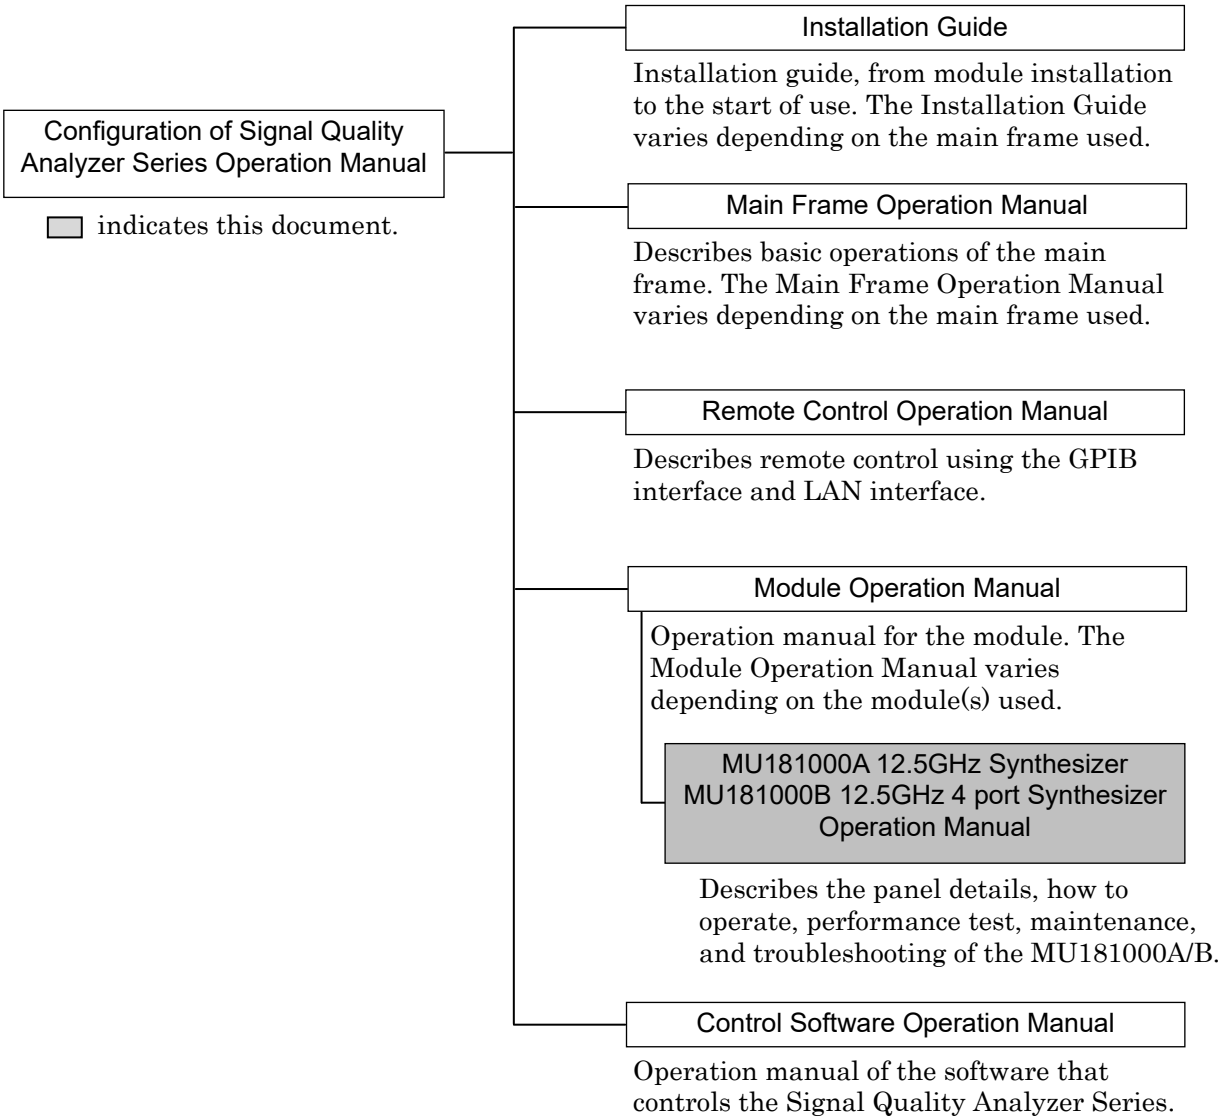 Configuration of Signal Quality
Analyzer Series Operation Manual
indicates this document.
Installation Guide
Installation guide, from module installation
to the start of use. The Installation Guide
varies depending on the main frame used.
Main Frame Operation Manual
Describes basic operations of the main
frame. The Main Frame Operation Manual
varies depending on the main frame used.
Remote Control Operation Manual
Describes remote control using the GPIB
interface and LAN interface.
Module Operation Manual
Operation manual for the module. The
Module Operation Manual varies
depending on the module(s) used.
MU181000A 12.5GHz Synthesizer
MU181000B 12.5GHz 4 port Synthesizer
Operation Manual
Describes the panel details, how to
operate, performance test, maintenance,
and troubleshooting of the MU181000A/B.
Control Software Operation Manual
Operation manual of the software that
controls the Signal Quality Analyzer Series.